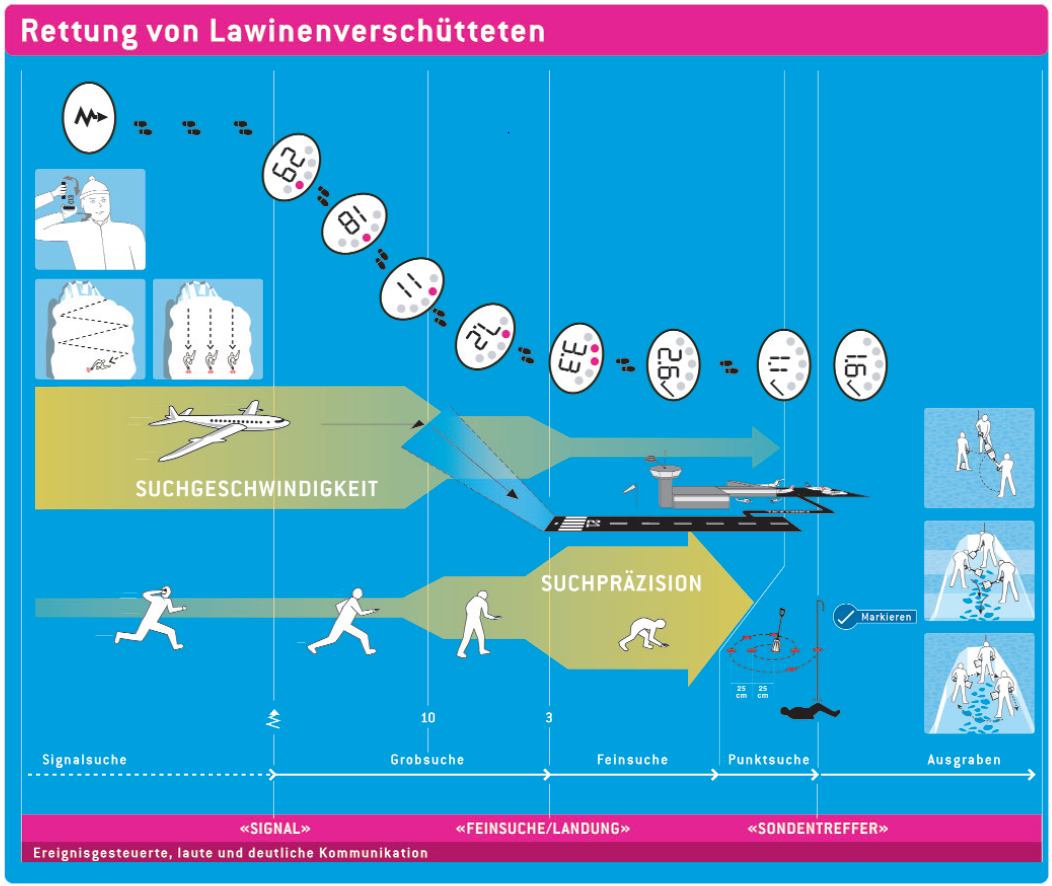 Rettung von Lawinenverschütteten
62
18
11
7.2
3.3
2.6
1.1
1.6
SUCHGESCHWINDIGKEIT
SUCHPRÄZISION
Markieren
25 cm
25 cm
10
3
Signalsuche
Grobsuche
Feinsuche
Punktsuche
Ausgraben
«SIGNAL»
«FEINSUCHE/LANDUNG»
«SONDENTREFFER»
Ereignisgesteuerte, laute und deutliche Kommunikation